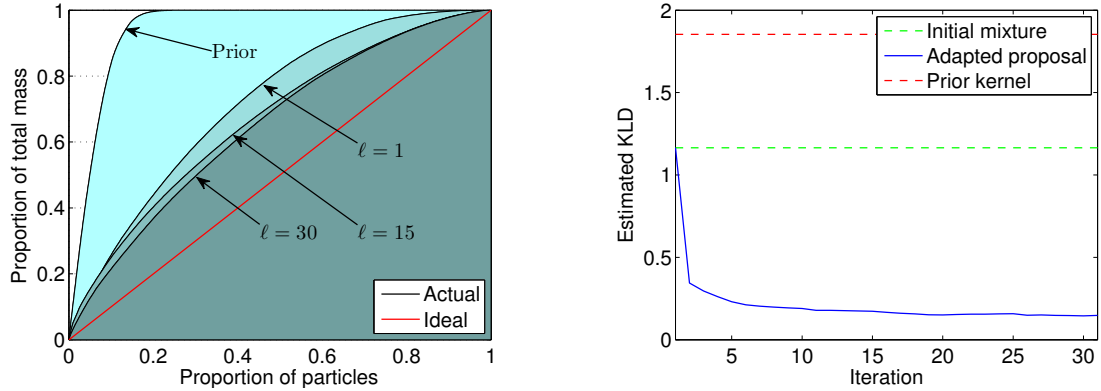 Proportion of total mass
1
0.8
0.6
0.4
0.2
0
Prior
ℓ = 1
ℓ = 30
ℓ = 15
Actual
Ideal
0 0.2 0.4 0.6 0.8 1
Proportion of particles
Estimated KLD
2
1.5
1
0.5
0
Initial mixture
Adapted proposal
Prior kernel
5 10 15 20 25 30
Iteration